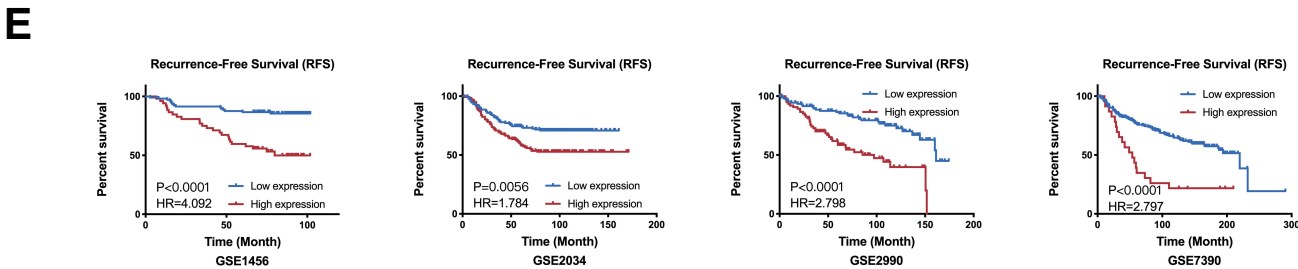 E
Recurrence-Free Survival (RFS)
Percent survival
100
50
0
P<0.0001
HR=4.092
Low expression
High expression
0 50 100
Time (Month)
GSE1456
Recurrence-Free Survival (RFS)
Percent survival
100
50
0
P=0.0056
HR=1.784
Low expression
High expression
0 50 100 150 200
Time (Month)
GSE2034
Recurrence-Free Survival (RFS)
Percent survival
100
50
0
Low expression
High expression
P<0.0001
HR=2.798
0 50 100 150 200
Time (Month)
GSE2990
Recurrence-Free Survival (RFS)
Percent survival
100
50
0
Low expression
High expression
P<0.0001
HR=2.797
0 100 200 300
Time (Month)
GSE7390